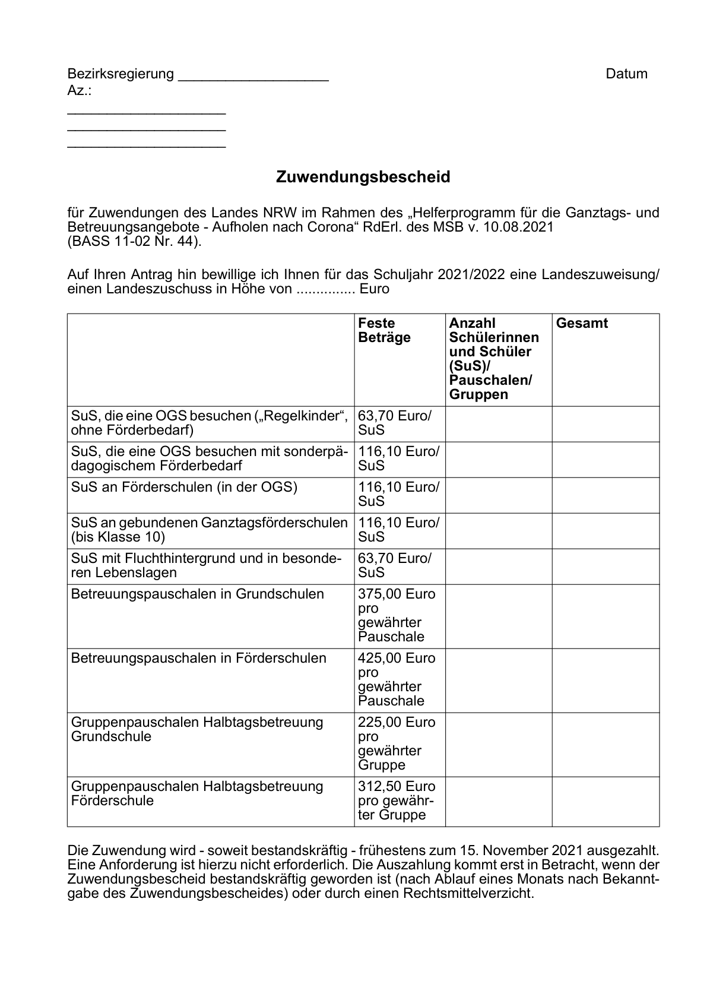 Bezirksregierung ___________________ Datum
Az.:
____________________
____________________
____________________
Zuwendungsbescheid
für Zuwendungen des Landes NRW im Rahmen des „Helferprogramm für die Ganztags- und
Betreuungsangebote - Aufholen nach Corona“ RdErl. des MSB v. 10.08.2021
(BASS 11-02 Nr. 44).
Auf Ihren Antrag hin bewillige ich Ihnen für das Schuljahr 2021/2022 eine Landeszuweisung/
einen Landeszuschuss in Höhe von ............... Euro
Feste
Beträge
Anzahl
Schülerinnen
und Schüler
(SuS)/
Pauschalen/
Gruppen
Gesamt
SuS, die eine OGS besuchen („Regelkinder“,
ohne Förderbedarf)
63,70 Euro/
SuS
SuS, die eine OGS besuchen mit sonderpä-
dagogischem Förderbedarf
116,10 Euro/
SuS
SuS an Förderschulen (in der OGS)
116,10 Euro/
SuS
SuS an gebundenen Ganztagsförderschulen
(bis Klasse 10)
116,10 Euro/
SuS
SuS mit Fluchthintergrund und in besonde-
ren Lebenslagen
63,70 Euro/
SuS
Betreuungspauschalen in Grundschulen
375,00 Euro
pro
gewährter
Pauschale
Betreuungspauschalen in Förderschulen
425,00 Euro
pro
gewährter
Pauschale
Gruppenpauschalen Halbtagsbetreuung
Grundschule
225,00 Euro
pro
gewährter
Gruppe
Gruppenpauschalen Halbtagsbetreuung
Förderschule
312,50 Euro
pro gewähr-
ter Gruppe
Die Zuwendung wird - soweit bestandskräftig - frühestens zum 15. November 2021 ausgezahlt.
Eine Anforderung ist hierzu nicht erforderlich. Die Auszahlung kommt erst in Betracht, wenn der
Zuwendungsbescheid bestandskräftig geworden ist (nach Ablauf eines Monats nach Bekannt-
gabe des Zuwendungsbescheides) oder durch einen Rechtsmittelverzicht.